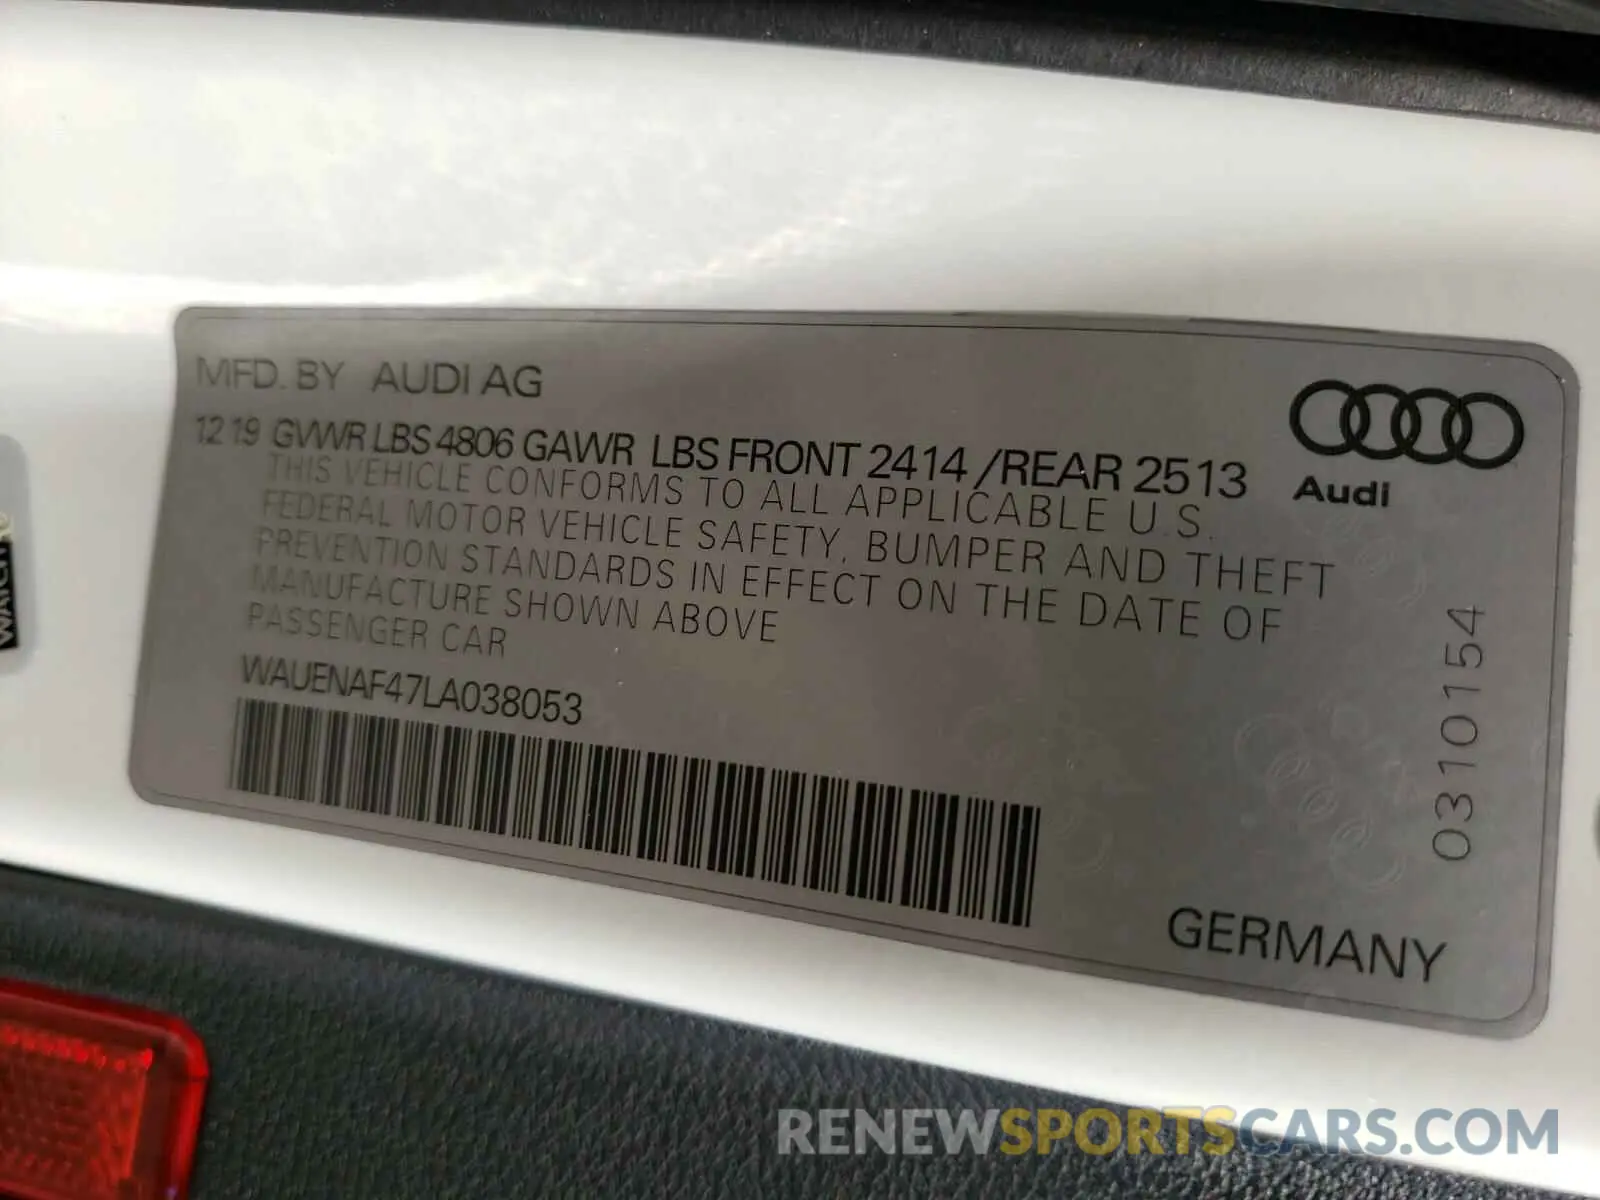 MFD. BY AUDI AG
12 19 GVWR LBS 4806 GAWR LBS FRONT 2414 /REAR 2513
THIS VEHICLE CONFORMS TO ALL APPLICABLE U.S.
FEDERAL MOTOR VEHICLE SAFETY, BUMPER AND THEFT
PREVENTION STANDARDS IN EFFECT ON THE DATE OF
MANUFACTURE SHOWN ABOVE
PASSENGER CAR
WAUENAF47LA038053
Audi
0310154
GERMANY
RENEWSPORTSCARS.COM